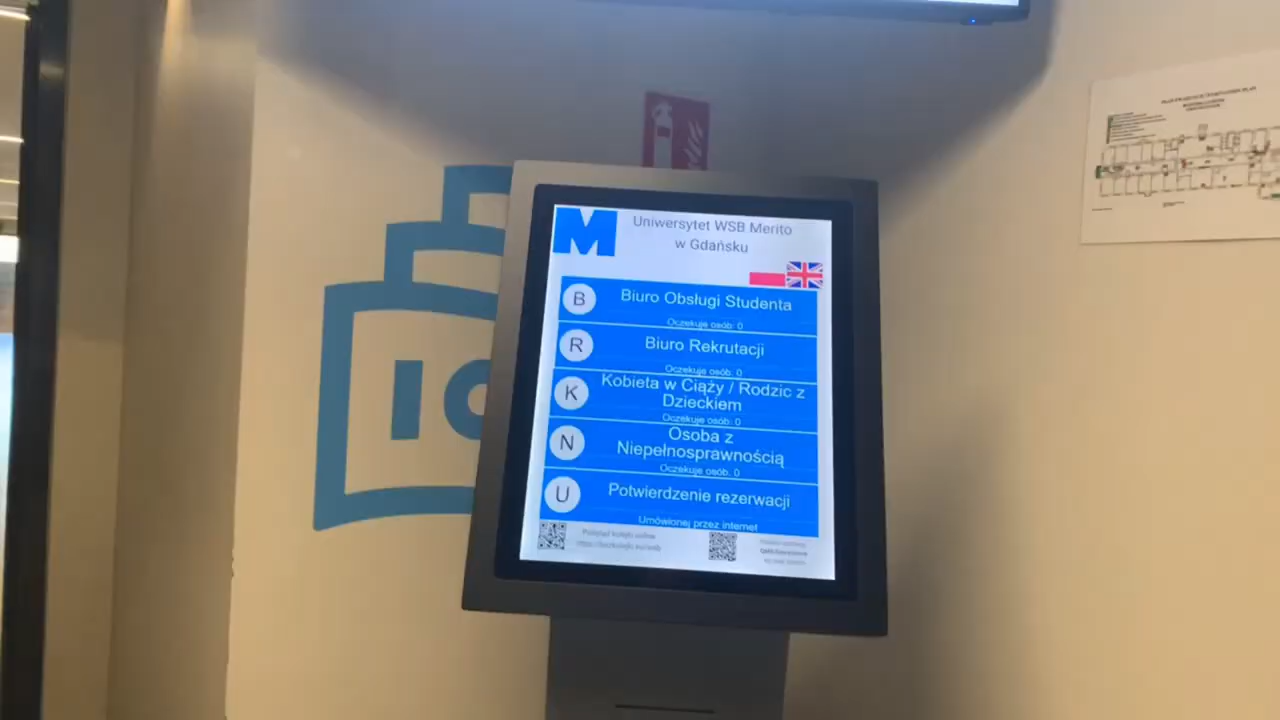 M
Uniwersytet WSB Merito
w Gdańsku
B
Biuro Obsługi Studenta
Oczekuje osób: 0
R
Biuro Rekrutacji
Oczekuje osób: 0
K
Kobieta w Ciąży / Rodzic z
Dzieckiem
Oczekuje osób: 0
N
Osoba z
Niepełnosprawnością
Oczekuje osób: 0
U
Potwierdzenie rezerwacji
Umówionej przez internet